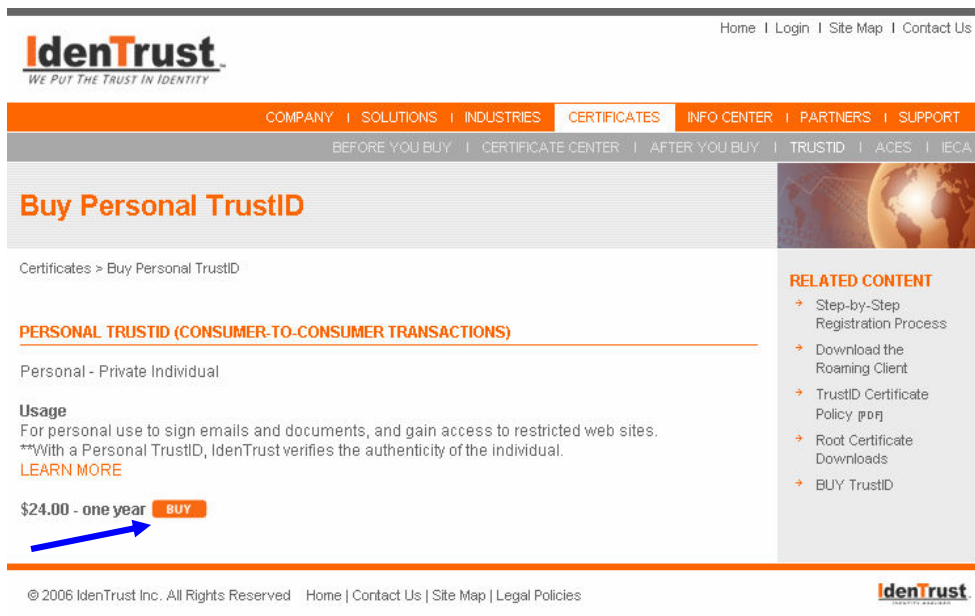 Home | Login | Site Map | Contact Us
IdenTrust™
WE PUT THE TRUST IN IDENTITY
COMPANY | SOLUTIONS | INDUSTRIES CERTIFICATES INFO CENTER | PARTNERS | SUPPORT
BEFORE YOU BUY | CERTIFICATE CENTER | AFTER YOU BUY | TRUSTID | ACES | IECA
Buy Personal TrustID
Certificates > Buy Personal TrustID
PERSONAL TRUSTID (CONSUMER-TO-CONSUMER TRANSACTIONS)
Personal - Private Individual
Usage
For personal use to sign emails and documents, and gain access to restricted web sites.
**With a Personal TrustID, IdenTrust verifies the authenticity of the individual.
LEARN MORE
$24.00 - one year BUY
RELATED CONTENT
Step-by-Step
Registration Process
Download the
Roaming Client
TrustID Certificate
Policy [PDF]
Root Certificate
Downloads
BUY TrustID
© 2006 IdenTrust Inc. All Rights Reserved Home | Contact Us | Site Map | Legal Policies
IdenTrust